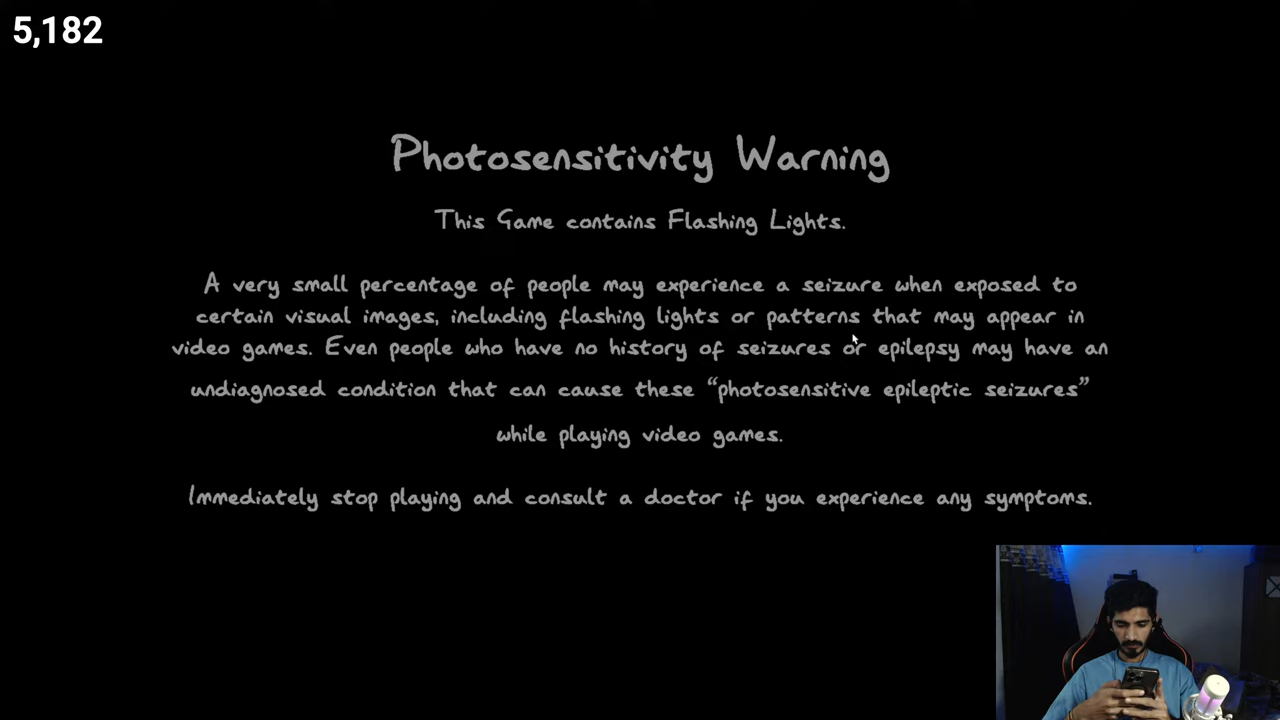 5,182
Photosensitivity Warning
This Game contains Flashing Lights.
A very small percentage of people may experience a seizure when exposed to
certain visual images, including flashing lights or patterns that may appear in
video games. Even people who have no history of seizures or epilepsy may have an
undiagnosed condition that can cause these “photosensitive epileptic seizures”
while playing video games.
Immediately stop playing and consult a doctor if you experience any symptoms.